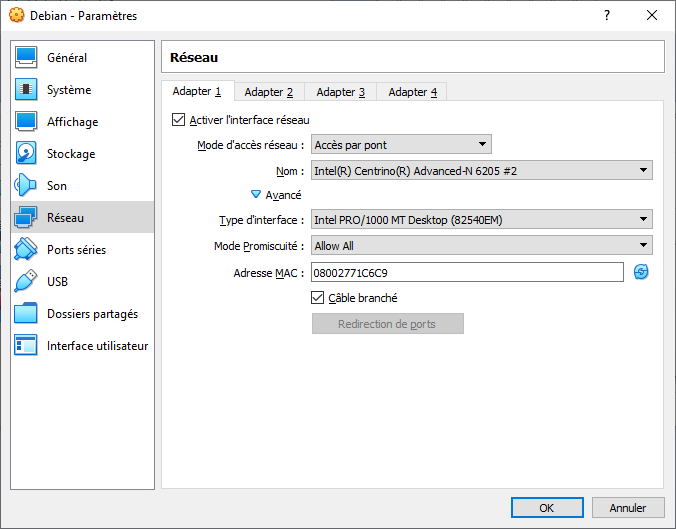 Debian - Paramètres
?
Général
Système
Affichage
Stockage
Son
Réseau
Ports séries
USB
Dossiers partagés
Interface utilisateur
Réseau
Adapter 1 Adapter 2 Adapter 3 Adapter 4
Activer l'interface réseau
Mode d'accès réseau : Accès par pont
Nom : Intel(R) Centrino(R) Advanced-N 6205 #2
Avancé
Type d'interface : Intel PRO/1000 MT Desktop (82540EM)
Mode Promiscuité : Allow All
Adresse MAC : 08002771C6C9
Câble branché
Redirection de ports
OK Annuler